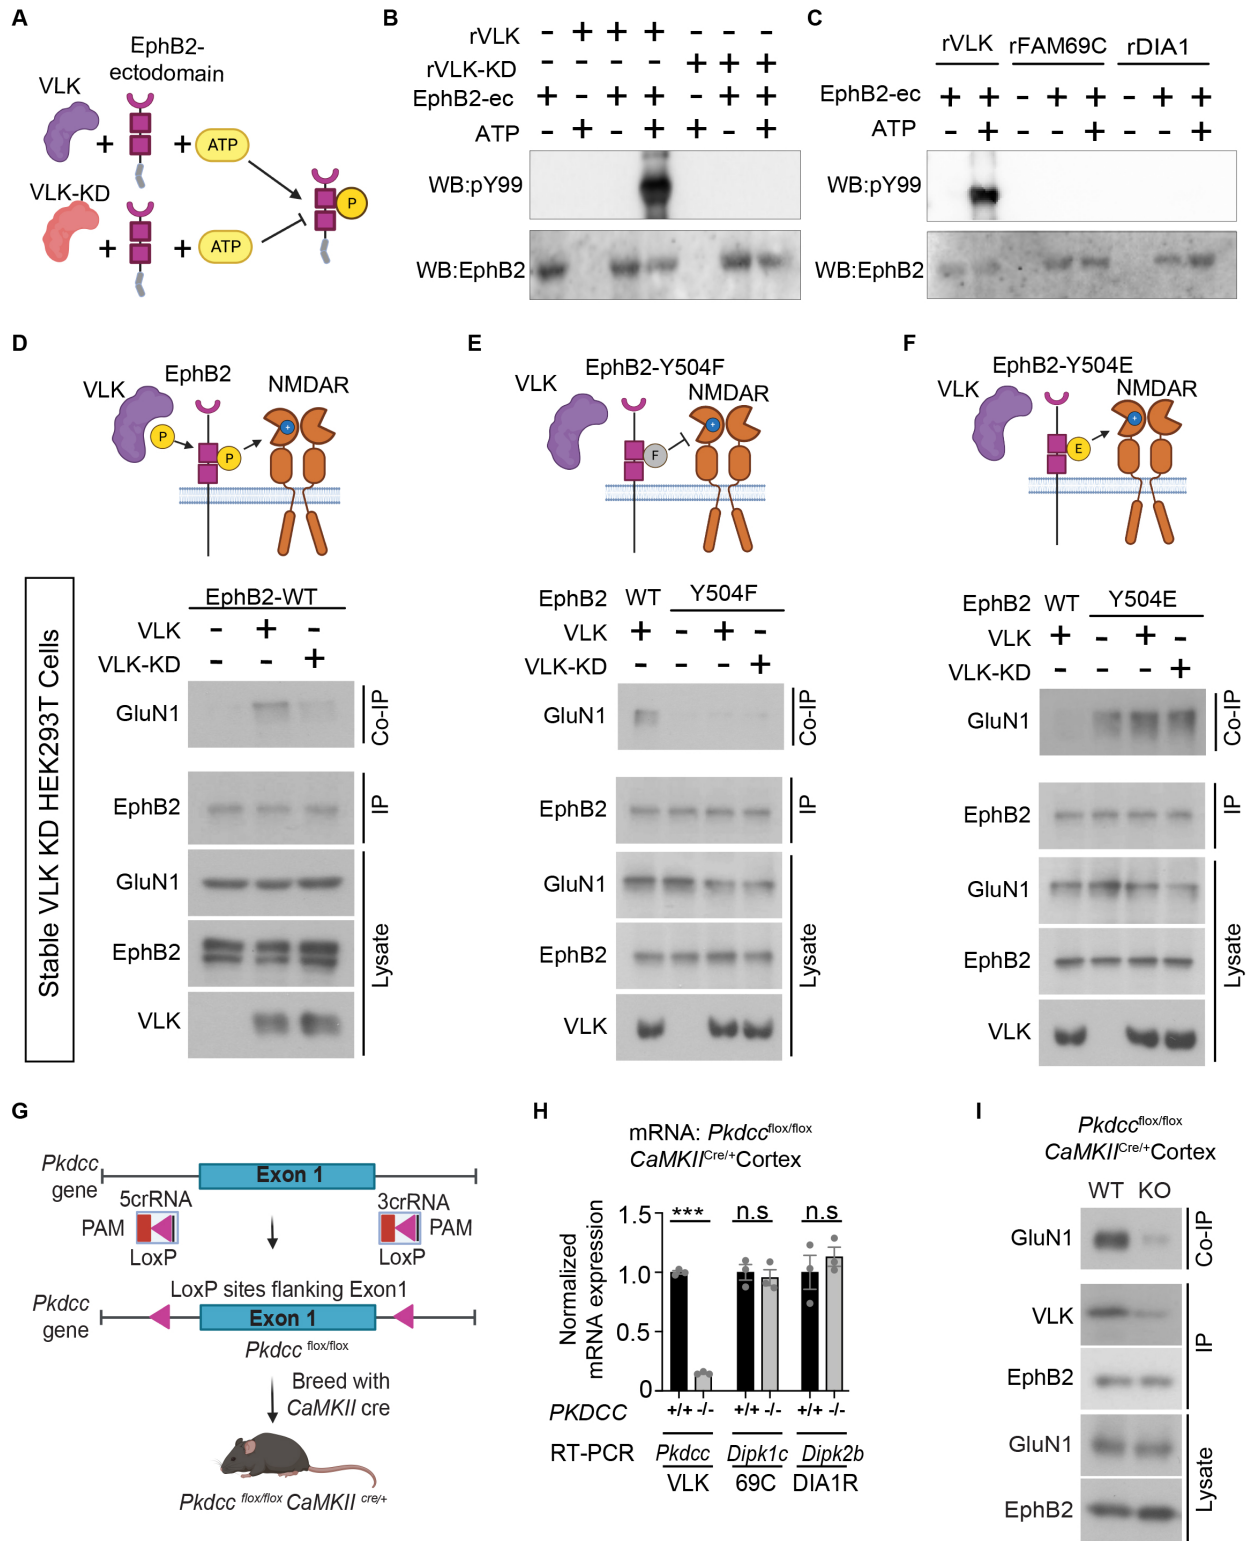 A
EphB2-
ectodomain
VLK
+
+
ATP
VLK-KD
+
+
ATP
P
B
rVLK - + + + - - -
rVLK-KD - - - - + + +
EphB2-ec + - + + - + +
ATP - + - + + - +
WB:pY99
WB:EphB2
C
rVLK rFAM69C rDIA1
EphB2-ec + + - + + - + +
ATP - + - - + - - +
WB:pY99
WB:EphB2
D
VLK
EphB2
NMDAR
P
P
+
Stable VLK KD HEK293T Cells
EphB2-WT
VLK - + -
VLK-KD - - +
GluN1
Co-IP
EphB2
IP
GluN1
EphB2
VLK
Lysate
E
EphB2-Y504F
VLK
NMDAR
F
+
EphB2 WT Y504F
VLK + - + -
VLK-KD - - - +
GluN1
Co-IP
EphB2
IP
GluN1
EphB2
VLK
Lysate
F
EphB2-Y504E
VLK
NMDAR
E
+
EphB2 WT Y504E
VLK + - + -
VLK-KD - - - +
GluN1
Co-IP
EphB2
IP
GluN1
EphB2
VLK
Lysate
G
Pkdcc
gene
Exon 1
5crRNA
PAM
LoxP
3crRNA
PAM
LoxP
LoxP sites flanking Exon1
Pkdcc
gene
Exon 1
Pkdcc flox/flox
Breed with
CaMKII cre
Pkdcc flox/flox CaMKII cre/+
H
mRNA: Pkdcc flox/flox
CaMKII Cre/+ Cortex
Normalized
mRNA expression
1.5
1.0
0.5
0
*** n.s n.s
PKDCC +/+ -/- +/+ -/- +/+ -/-
RT-PCR Pkdcc Dipk1c Dipk2b
VLK 69C DIA1R
I
Pkdcc flox/flox
CaMKII Cre/+ Cortex
WT KO
GluN1
Co-IP
VLK
EphB2
IP
GluN1
EphB2
Lysate